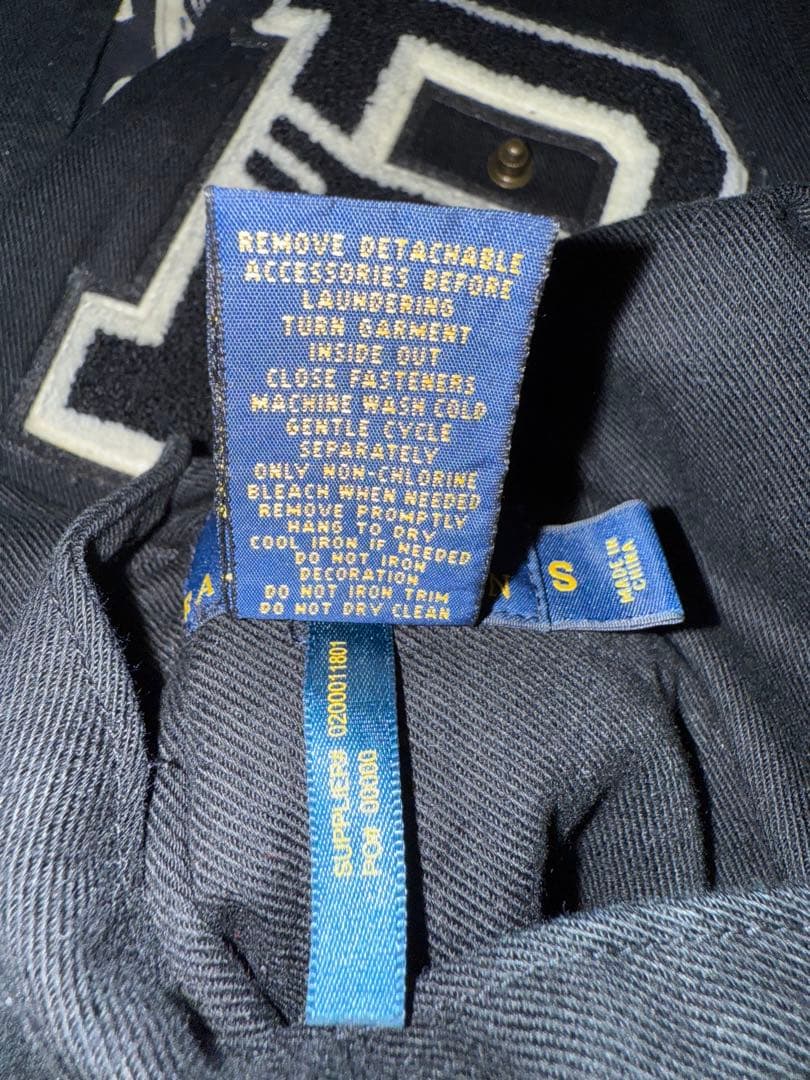 REMOVE DETACHABLE
ACCESSORIES BEFORE
LAUNDERING
TURN GARMENT
INSIDE OUT
CLOSE FASTENERS
MACHINE WASH COLD
GENTLE CYCLE
SEPARATELY
ONLY NON-CHLORINE
BLEACH WHEN NEEDED
REMOVE PROMPTLY
HANG TO DRY
COOL IRON IF NEEDED
DO NOT IRON
DECORATION
DO NOT IRON TRIM
DO NOT DRY CLEAN
S
MADE IN
CHINA
SUPPLIER# 0200011801
PO# 00000
P